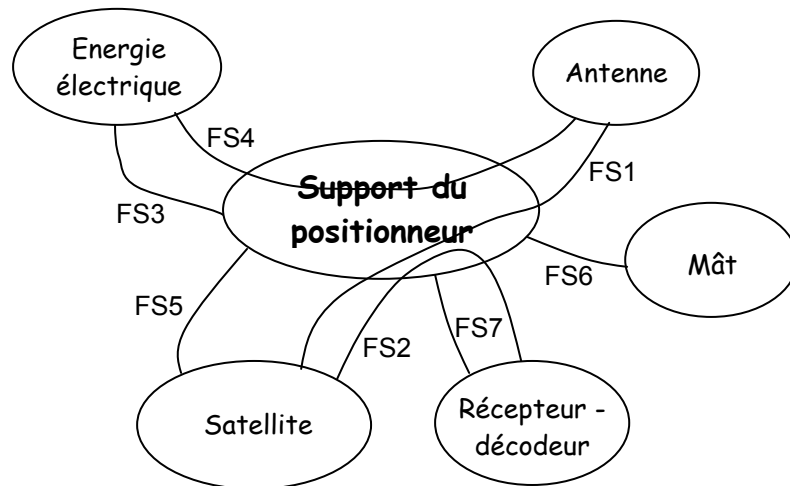 Energie
électrique
Antenne
FS4
FS1
Support du
positionneur
FS3
Mât
FS6
FS5
FS7
FS2
Satellite
Récepteur -
décodeur